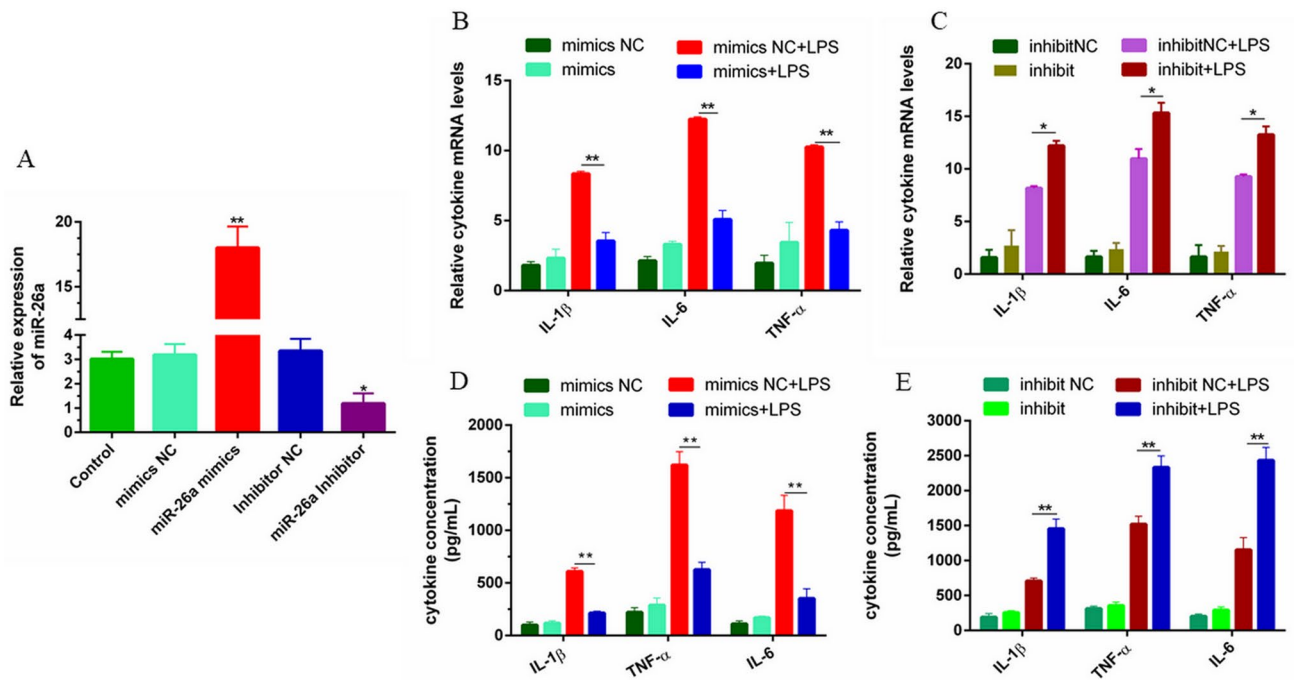 A
Relative expression
of miR-26a
20
15
4
3
2
1
0
**
*
Control
mimics NC
miR-26a mimics
Inhibitor NC
miR-26a Inhibitor
B
mimics NC
mimics NC+LPS
mimics
mimics+LPS
Relative cytokine mRNA levels
15
10
5
0
**
**
**
IL-1β
IL-6
TNF-α
C
inhibitNC
inhibitNC+LPS
inhibit
inhibit+LPS
Relative cytokine mRNA levels
20
15
10
5
0
*
*
*
IL-1β
IL-6
TNF-α
D
mimics NC
mimics NC+LPS
mimics
mimics+LPS
cytokine concentration
(pg/mL)
2000
1500
1000
500
0
**
**
**
IL-1β
TNF-α
IL-6
E
inhibit NC
inhibit NC+LPS
inhibit
inhibit+LPS
cytokine concentration
(pg/mL)
3000
2500
2000
1500
1000
500
0
**
**
**
IL-1β
TNF-α
IL-6